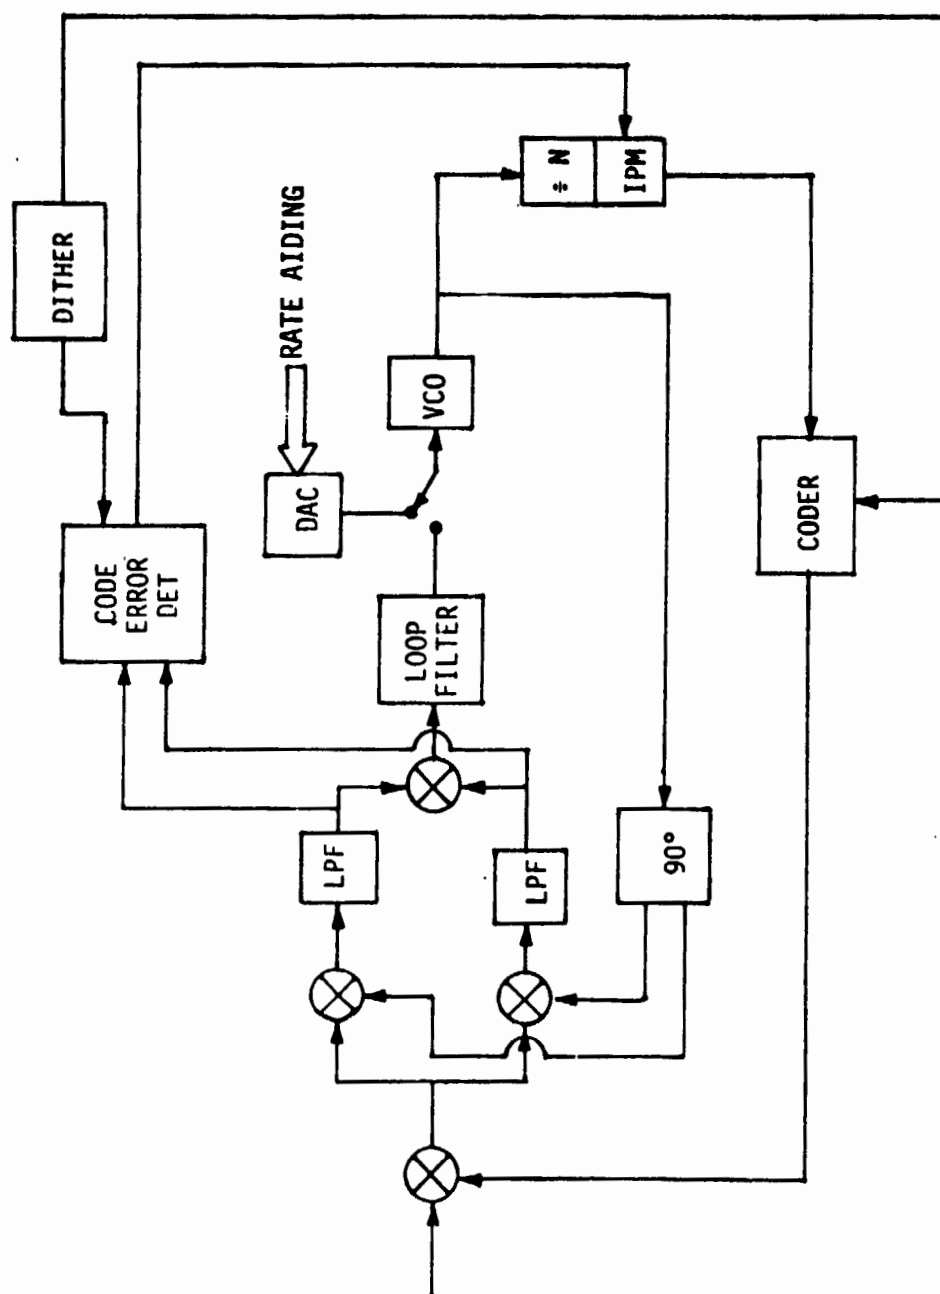 DITHER
CODE
ERROR
DET
RATE AIDING
DAC
VCO
÷ N
IPM
LOOP
FILTER
LPF
LPF
90°
CODER